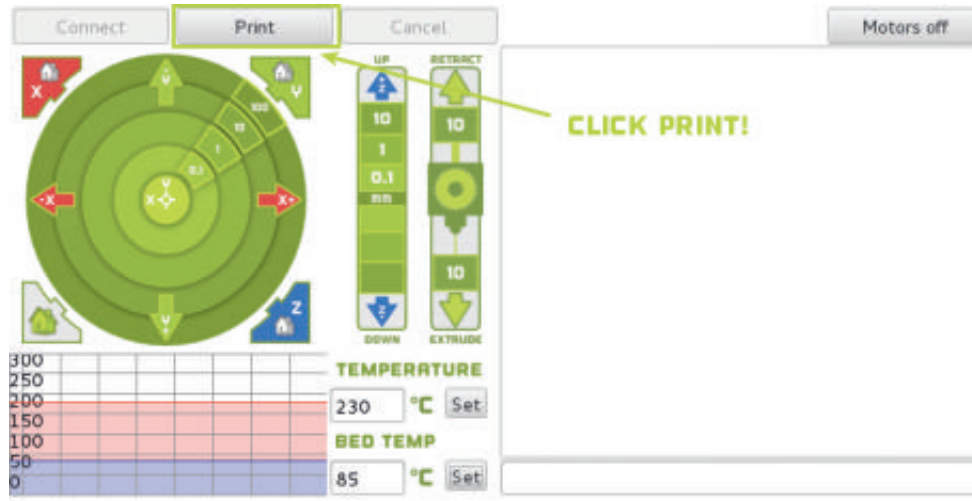 Connect Print Cancel Motors off
UP RETRACT
X Y
-Y
100
10
1
0.1
Y
X
-X X+
Y+
Z
+Z
10
1
0.1
mm
-Z
10
10
DOWN EXTRUDE
CLICK PRINT!
300
250
200
150
100
50
0
TEMPERATURE
230 °C Set
BED TEMP
85 °C Set